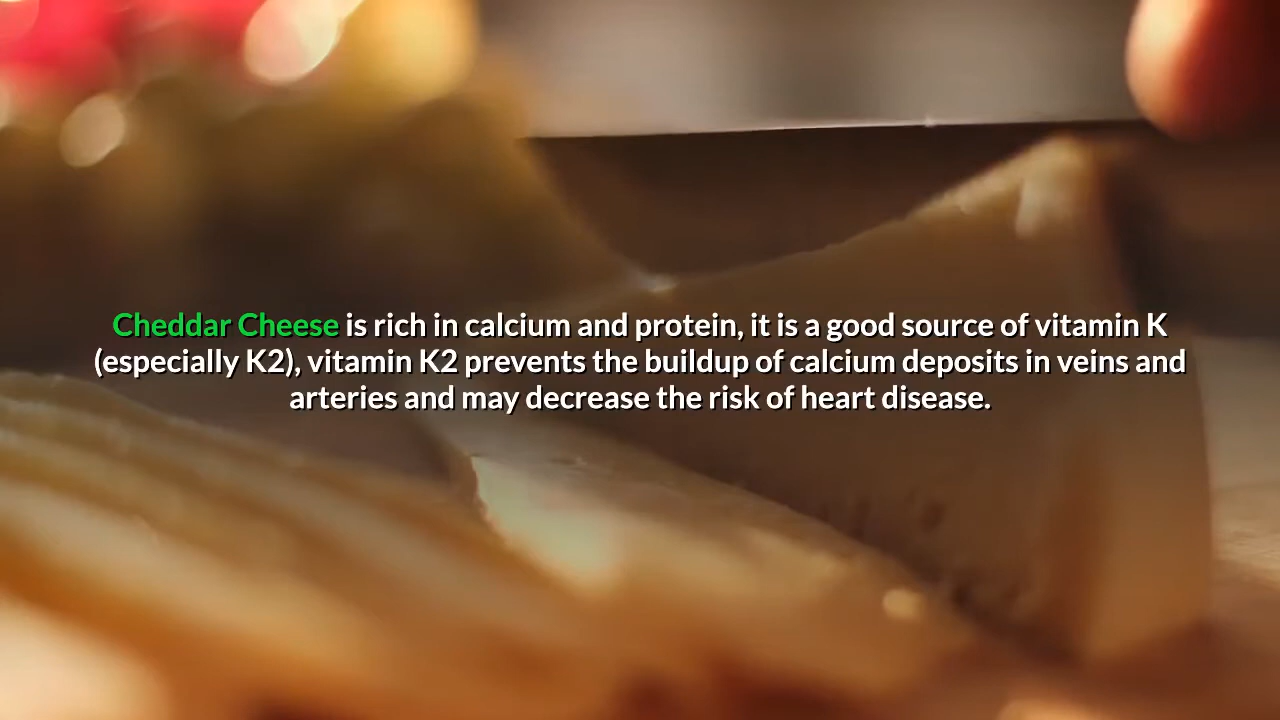 Cheddar Cheese is rich in calcium and protein, it is a good source of vitamin K
(especially K2), vitamin K2 prevents the buildup of calcium deposits in veins and
arteries and may decrease the risk of heart disease.